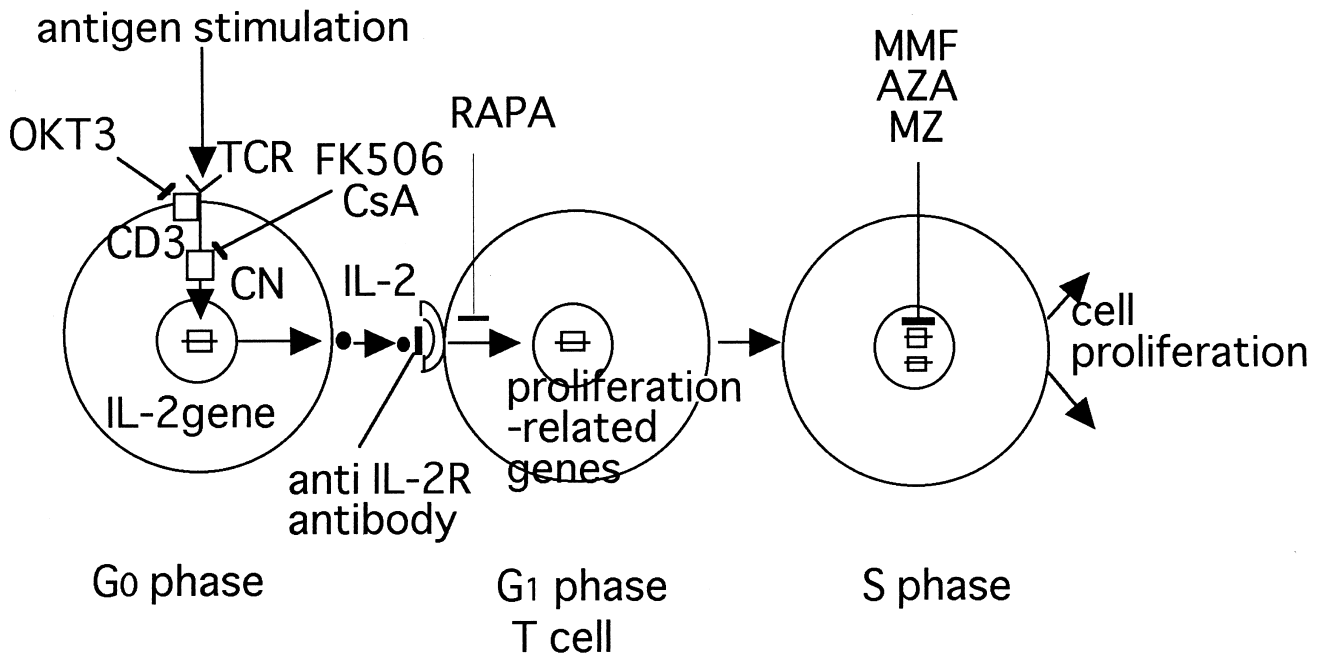 antigen stimulation
OKT3
TCR
FK506
CsA
CD3
CN
IL-2gene
IL-2
anti IL-2R
antibody
RAPA
proliferation
-related
genes
MMF
AZA
MZ
cell
proliferation
G0 phase
G1 phase
S phase
T cell